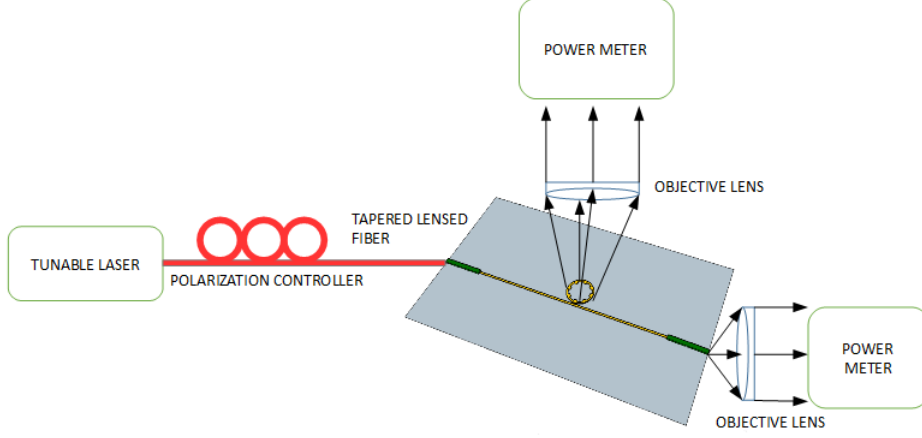 POWER METER
OBJECTIVE LENS
TAPERED LENSED
FIBER
TUNABLE LASER
POLARIZATION CONTROLLER
POWER
METER
OBJECTIVE LENS